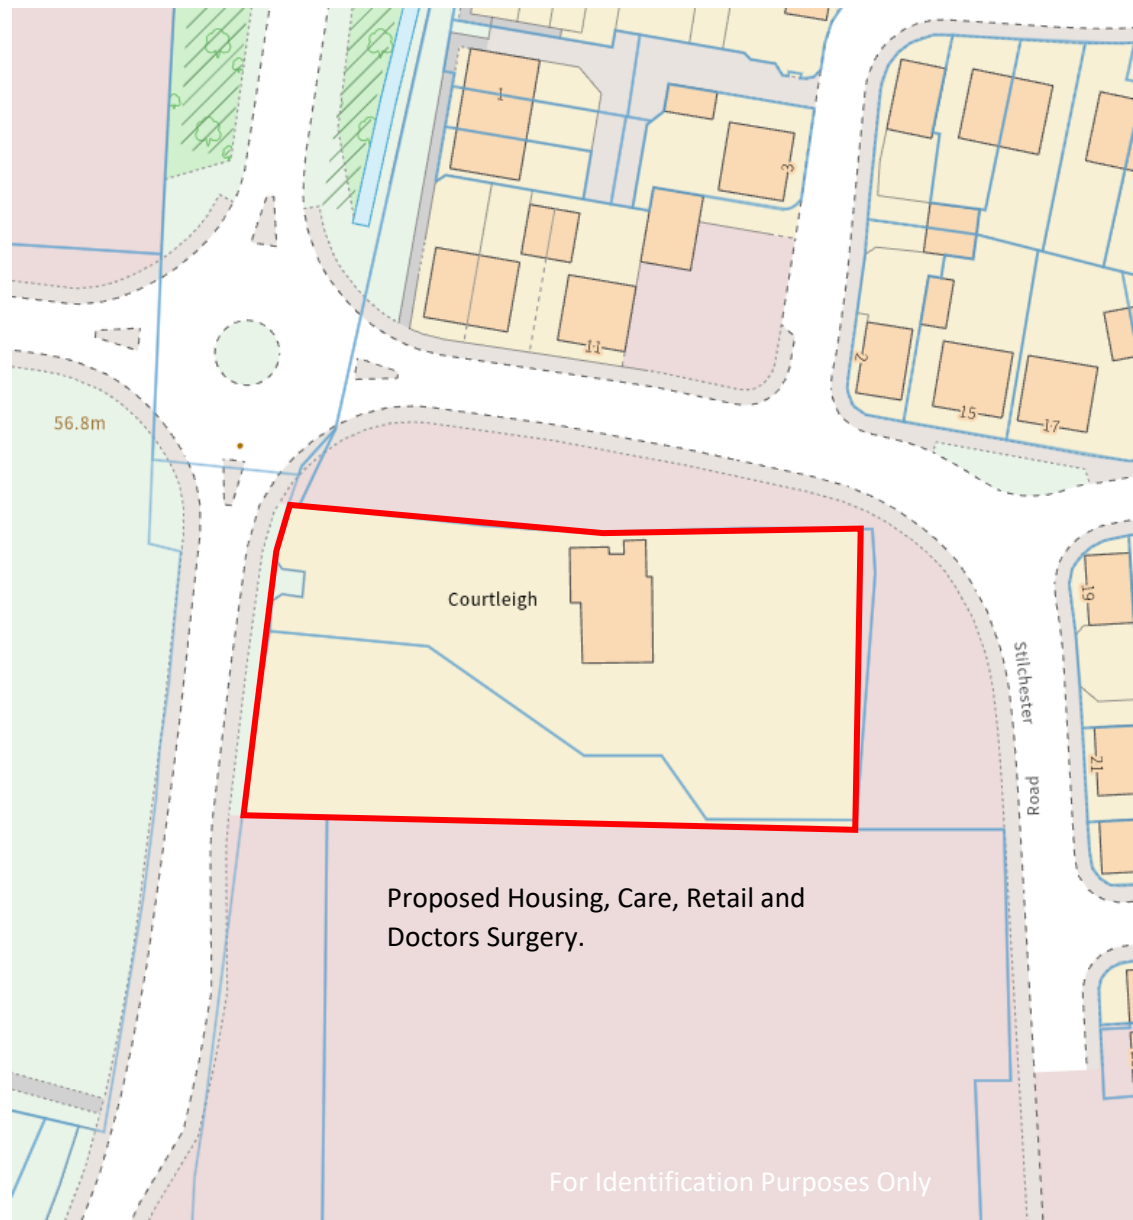 1
3
11
2
15
17
56.8m
Courtleigh
19
Stilchester
Road
21
Proposed Housing, Care, Retail and
Doctors Surgery.
For Identification Purposes Only